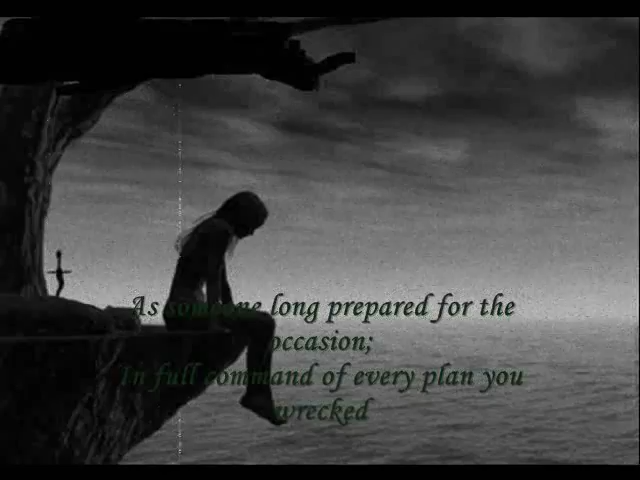 As someone long prepared for the
occasion;
In full command of every plan you
wrecked